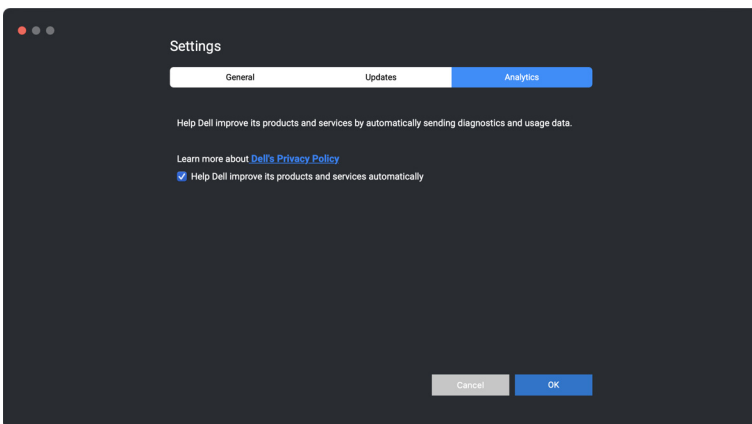 Settings
General Updates Analytics
Help Dell improve its products and services by automatically sending diagnostics and usage data.
Learn more about Dell's Privacy Policy
Help Dell improve its products and services automatically
Cancel OK